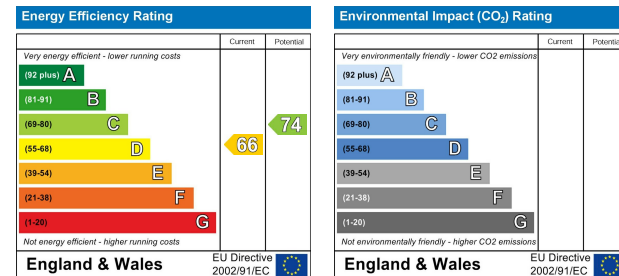 Energy Efficiency Rating
Current Potential
Very energy efficient - lower running costs
(92 plus) A
(81-91) B
(69-80) C
74
(55-68) D
66
(39-54) E
(21-38) F
(1-20) G
Not energy efficient - higher running costs
England & Wales
EU Directive
2002/91/EC
Environmental Impact (CO2) Rating
Current Potentia
Very environmentally friendly - lower CO2 emissions
(92 plus) A
(81-91) B
(69-80) C
(55-68) D
(39-54) E
(21-38) F
(1-20) G
Not environmentally friendly - higher CO2 emissions
England & Wales
EU Directive
2002/91/EC